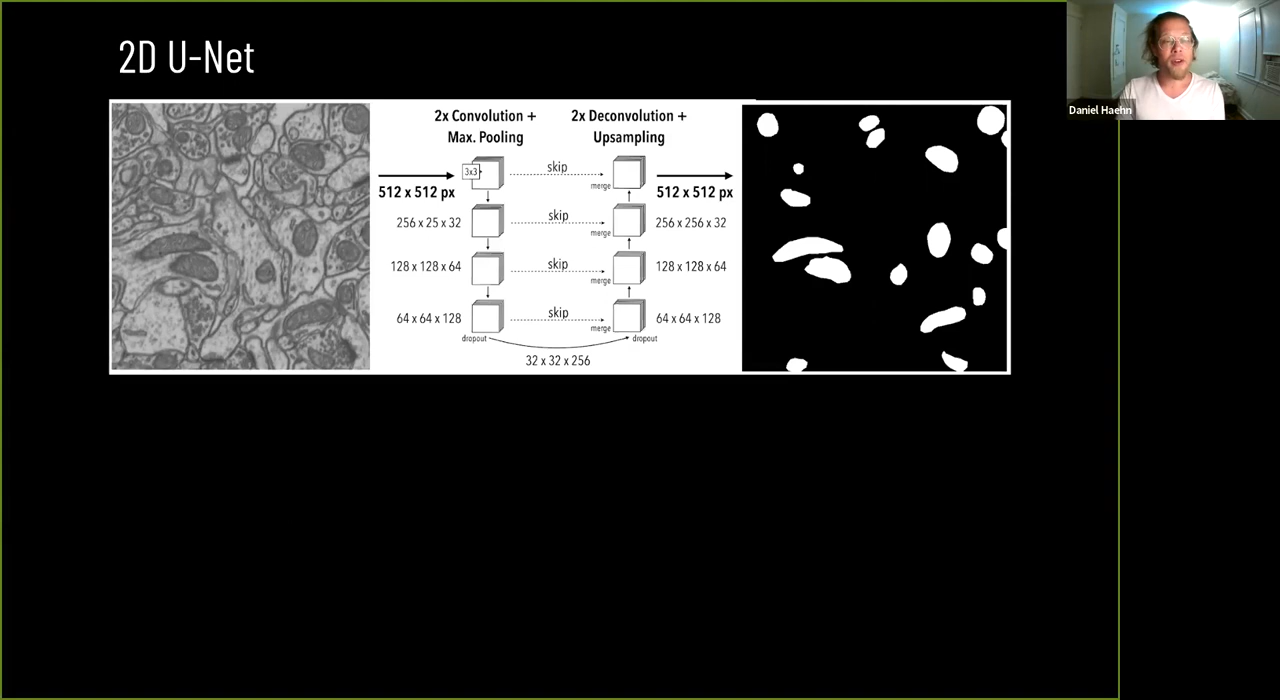 2D U-Net
Daniel Haehn
2x Convolution +
Max. Pooling
2x Deconvolution +
Upsampling
3x3
skip
merge
512 x 512 px
512 x 512 px
256 x 25 x 32
skip
merge
256 x 256 x 32
128 x 128 x 64
skip
merge
128 x 128 x 64
64 x 64 x 128
skip
merge
64 x 64 x 128
dropout
dropout
32 x 32 x 256